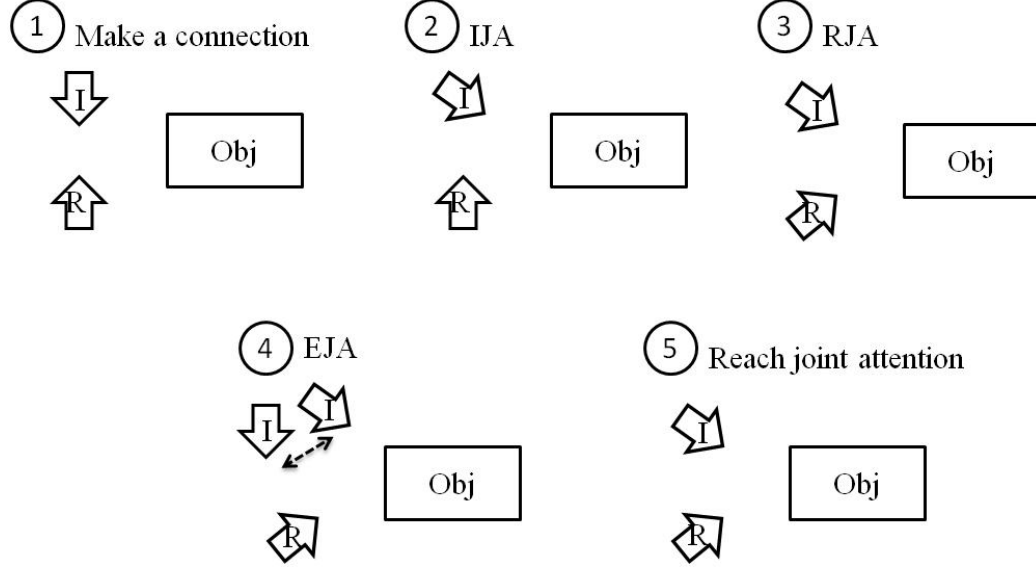 1 Make a connection
I
Obj
R
2 IJA
I
Obj
R
3 RJA
I
Obj
R
4 EJA
I I
Obj
R
5 Reach joint attention
I
Obj
R